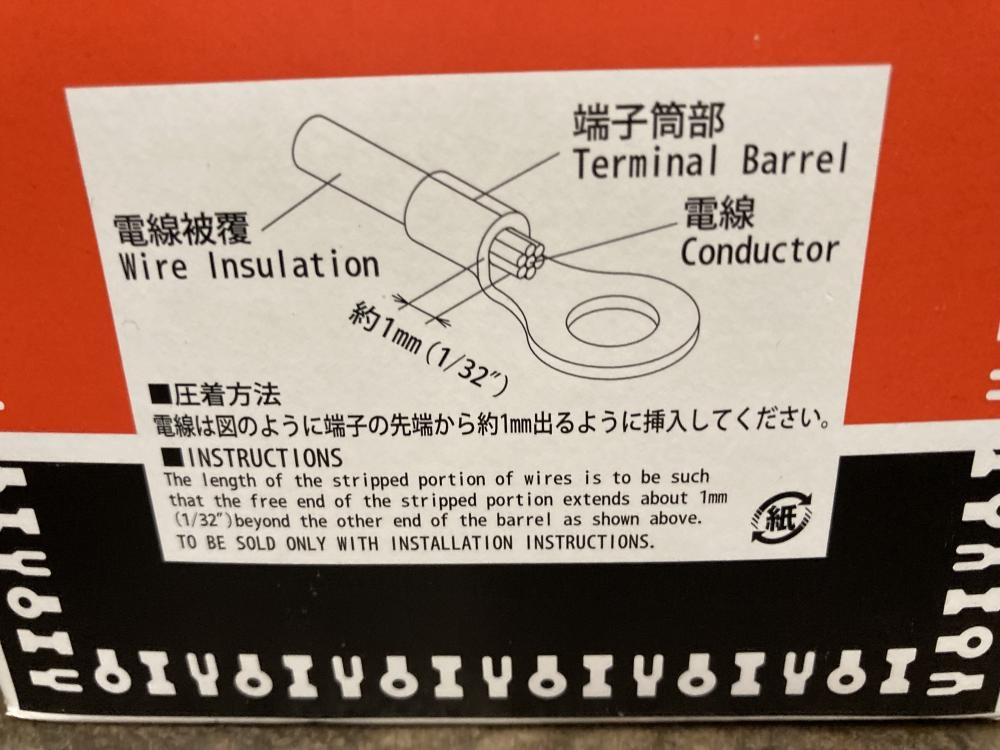 端子筒部
Terminal Barrel
電線
Conductor
電線被覆
Wire Insulation
約1mm(1/32")
■圧着方法
電線は図のように端子の先端から約1mm出るように挿入してください。
■INSTRUCTIONS
The length of the stripped portion of wires is to be such
that the free end of the stripped portion extends about 1mm
(1/32")beyond the other end of the barrel as shown above.
TO BE SOLD ONLY WITH INSTALLATION INSTRUCTIONS.
紙